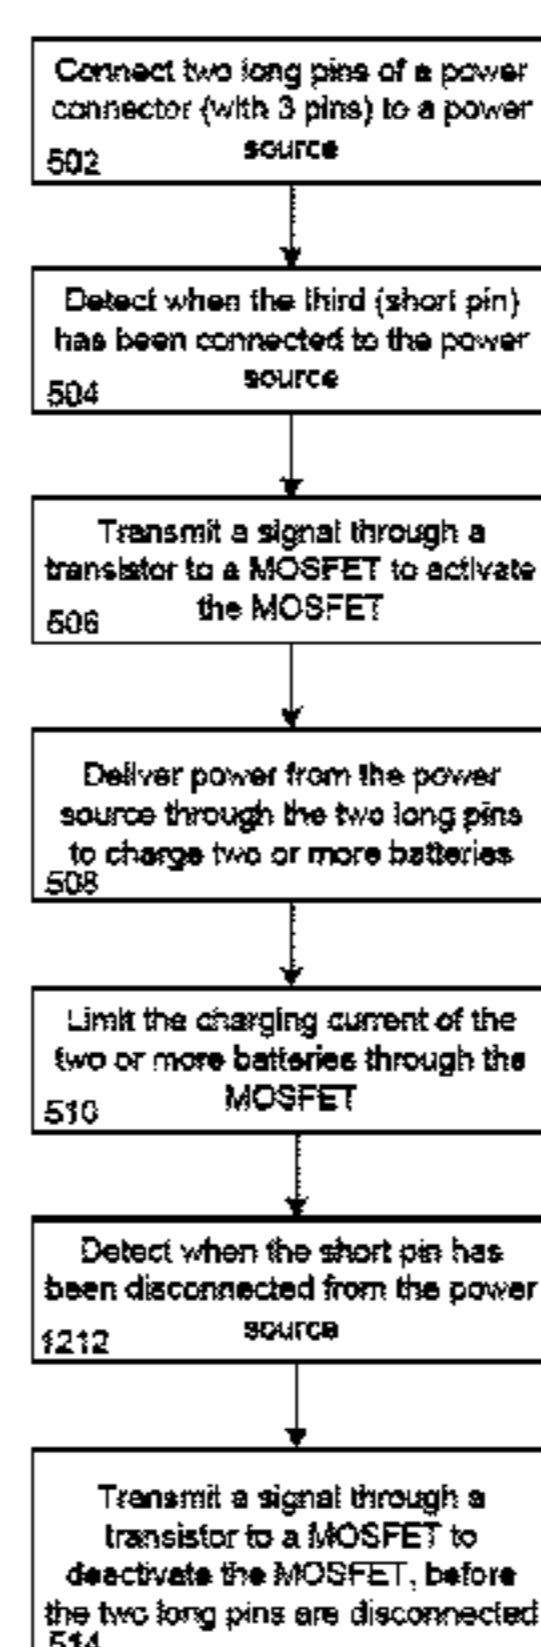 Connect two long pins of a power
connector (with 3 pins) to a power
source
502
Detect when the third (short pin)
has been connected to the power
source
504
Transmit a signal through a
transistor to a MOSFET to activate
the MOSFET
506
Deliver power from the power
source through the two long pins
to charge two or more batteries
508
Limit the charging current of the
two or more batteries through the
MOSFET
510
Detect when the short pin has
been disconnected from the power
source
1212
Transmit a signal through a
transistor to a MOSFET to
deactivate the MOSFET, before
the two long pins are disconnected
514